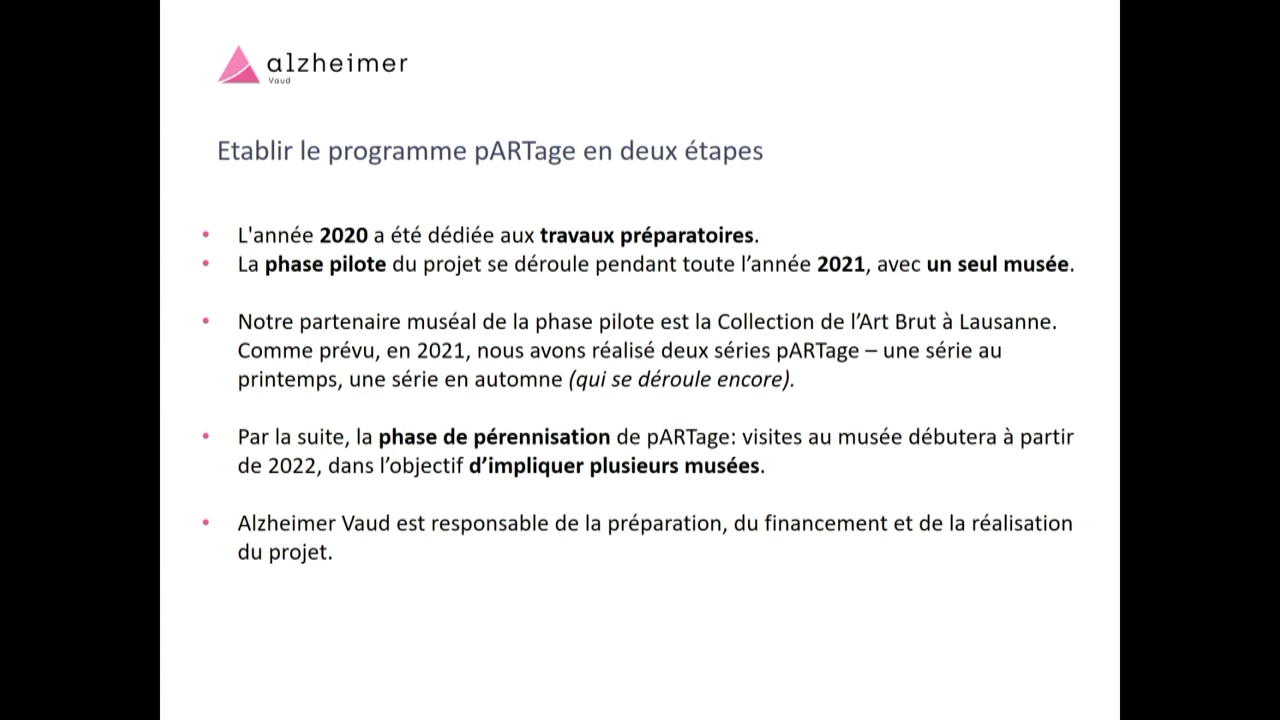 alzheimer
Vaud
Etablir le programme pARTage en deux étapes
• L'année 2020 a été dédiée aux travaux préparatoires.
• La phase pilote du projet se déroule pendant toute l’année 2021, avec un seul musée.
• Notre partenaire muséal de la phase pilote est la Collection de l’Art Brut à Lausanne.
Comme prévu, en 2021, nous avons réalisé deux séries pARTage – une série au
printemps, une série en automne (qui se déroule encore).
• Par la suite, la phase de pérennisation de pARTage: visites au musée débutera à partir
de 2022, dans l’objectif d’impliquer plusieurs musées.
• Alzheimer Vaud est responsable de la préparation, du financement et de la réalisation
du projet.